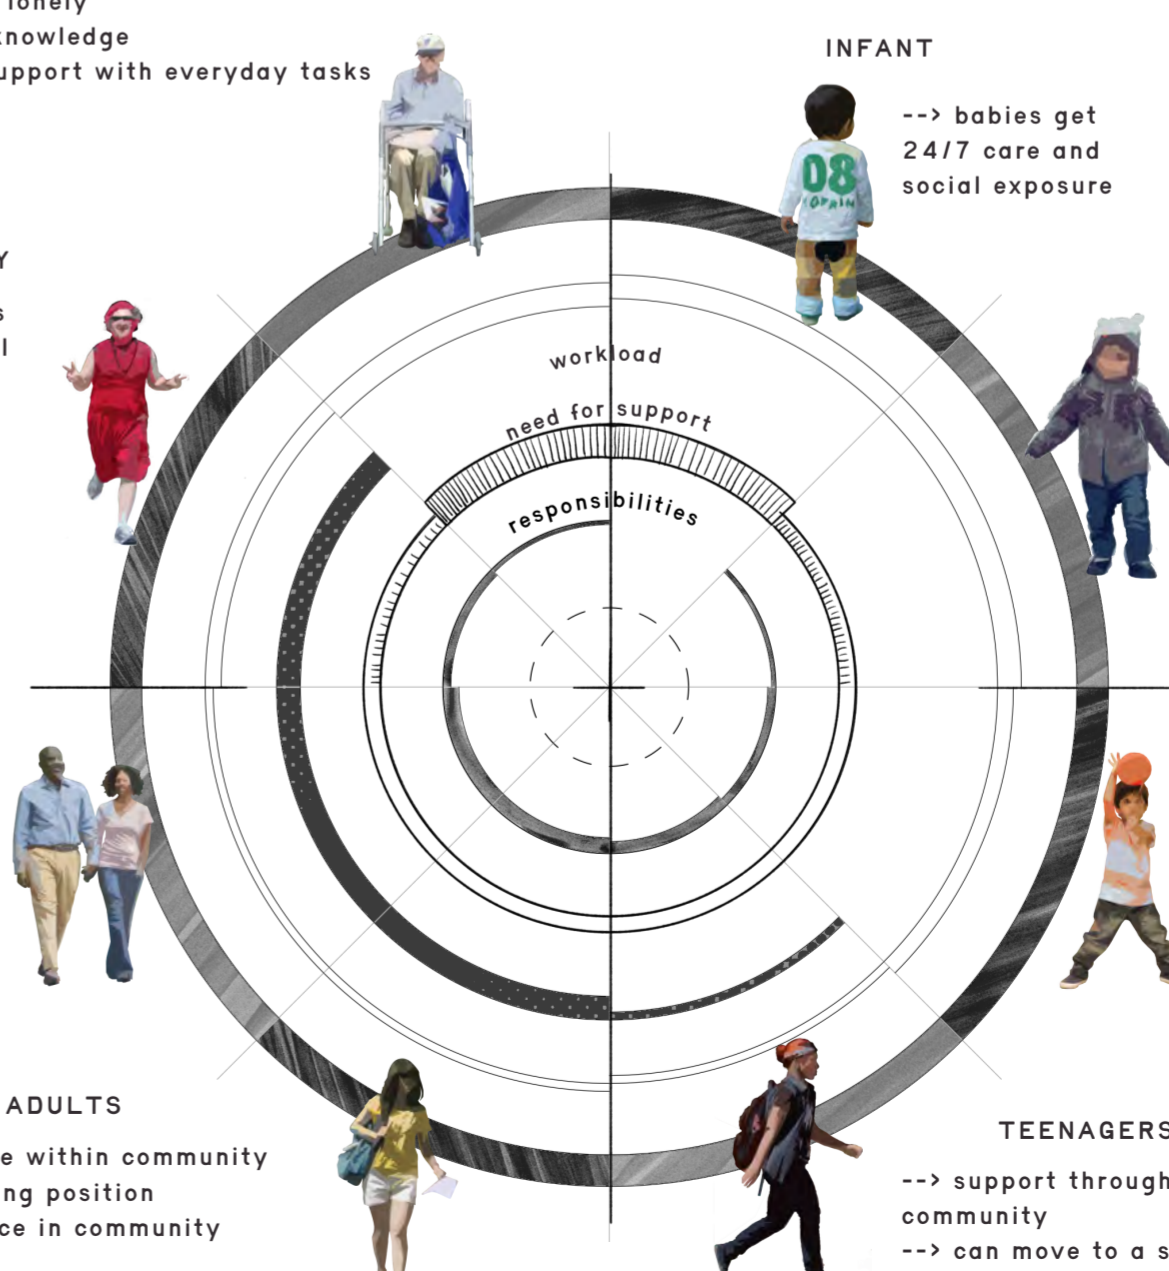 lonely
knowledge
upport with everyday tasks
INFANT
--> babies get
24/7 care and
social exposure
08
Y
s
l
workload
need for support
responsibilities
ADULTS
e within community
ng position
ce in community
TEENAGERS
--> support through
community
--> can move to a s